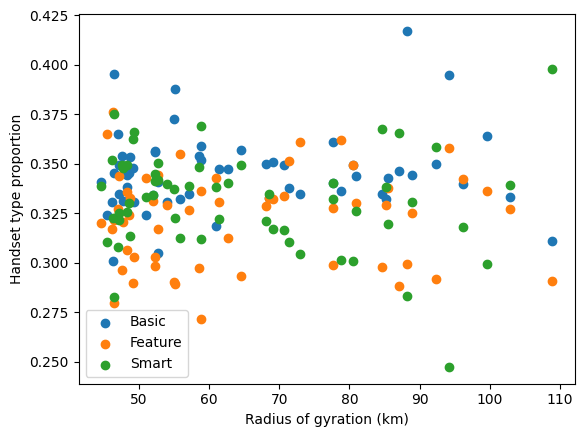 0.425
0.400
0.375
0.350
0.325
0.300
0.275
0.250
Handset type proportion
Basic
Feature
Smart
50 60 70 80 90 100 110
Radius of gyration (km)